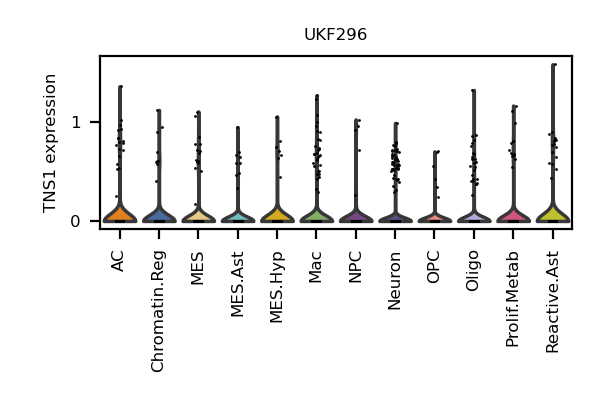 UKF296
TNS1 expression
1
0
AC
Chromatin.Reg
MES
MES.Ast
MES.Hyp
Mac
NPC
Neuron
OPC
Oligo
Prolif.Metab
Reactive.Ast